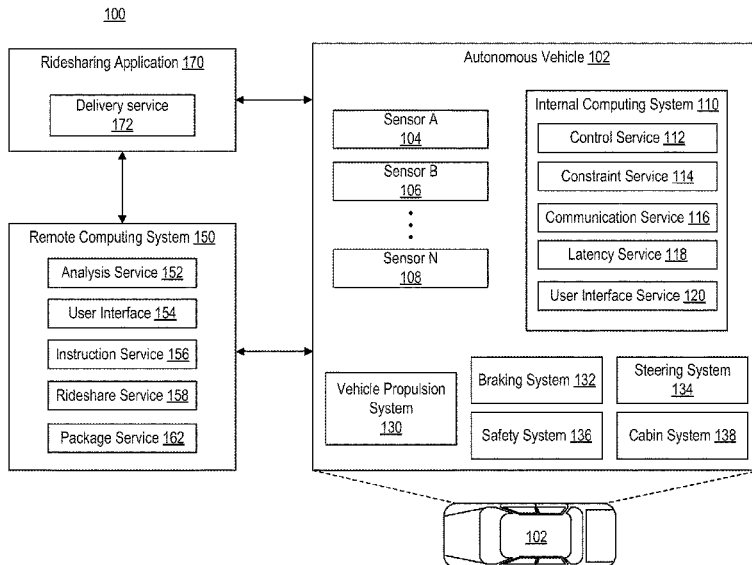 100
Ridesharing Application 170
Delivery service
172
Remote Computing System 150
Analysis Service 152
User Interface 154
Instruction Service 156
Rideshare Service 158
Package Service 162
Autonomous Vehicle 102
Sensor A
104
Sensor B
106
Sensor N
108
Internal Computing System 110
Control Service 112
Constraint Service 114
Communication Service 116
Latency Service 118
User Interface Service 120
Vehicle Propulsion
System
130
Braking System 132
Steering System
134
Safety System 136
Cabin System 138
102